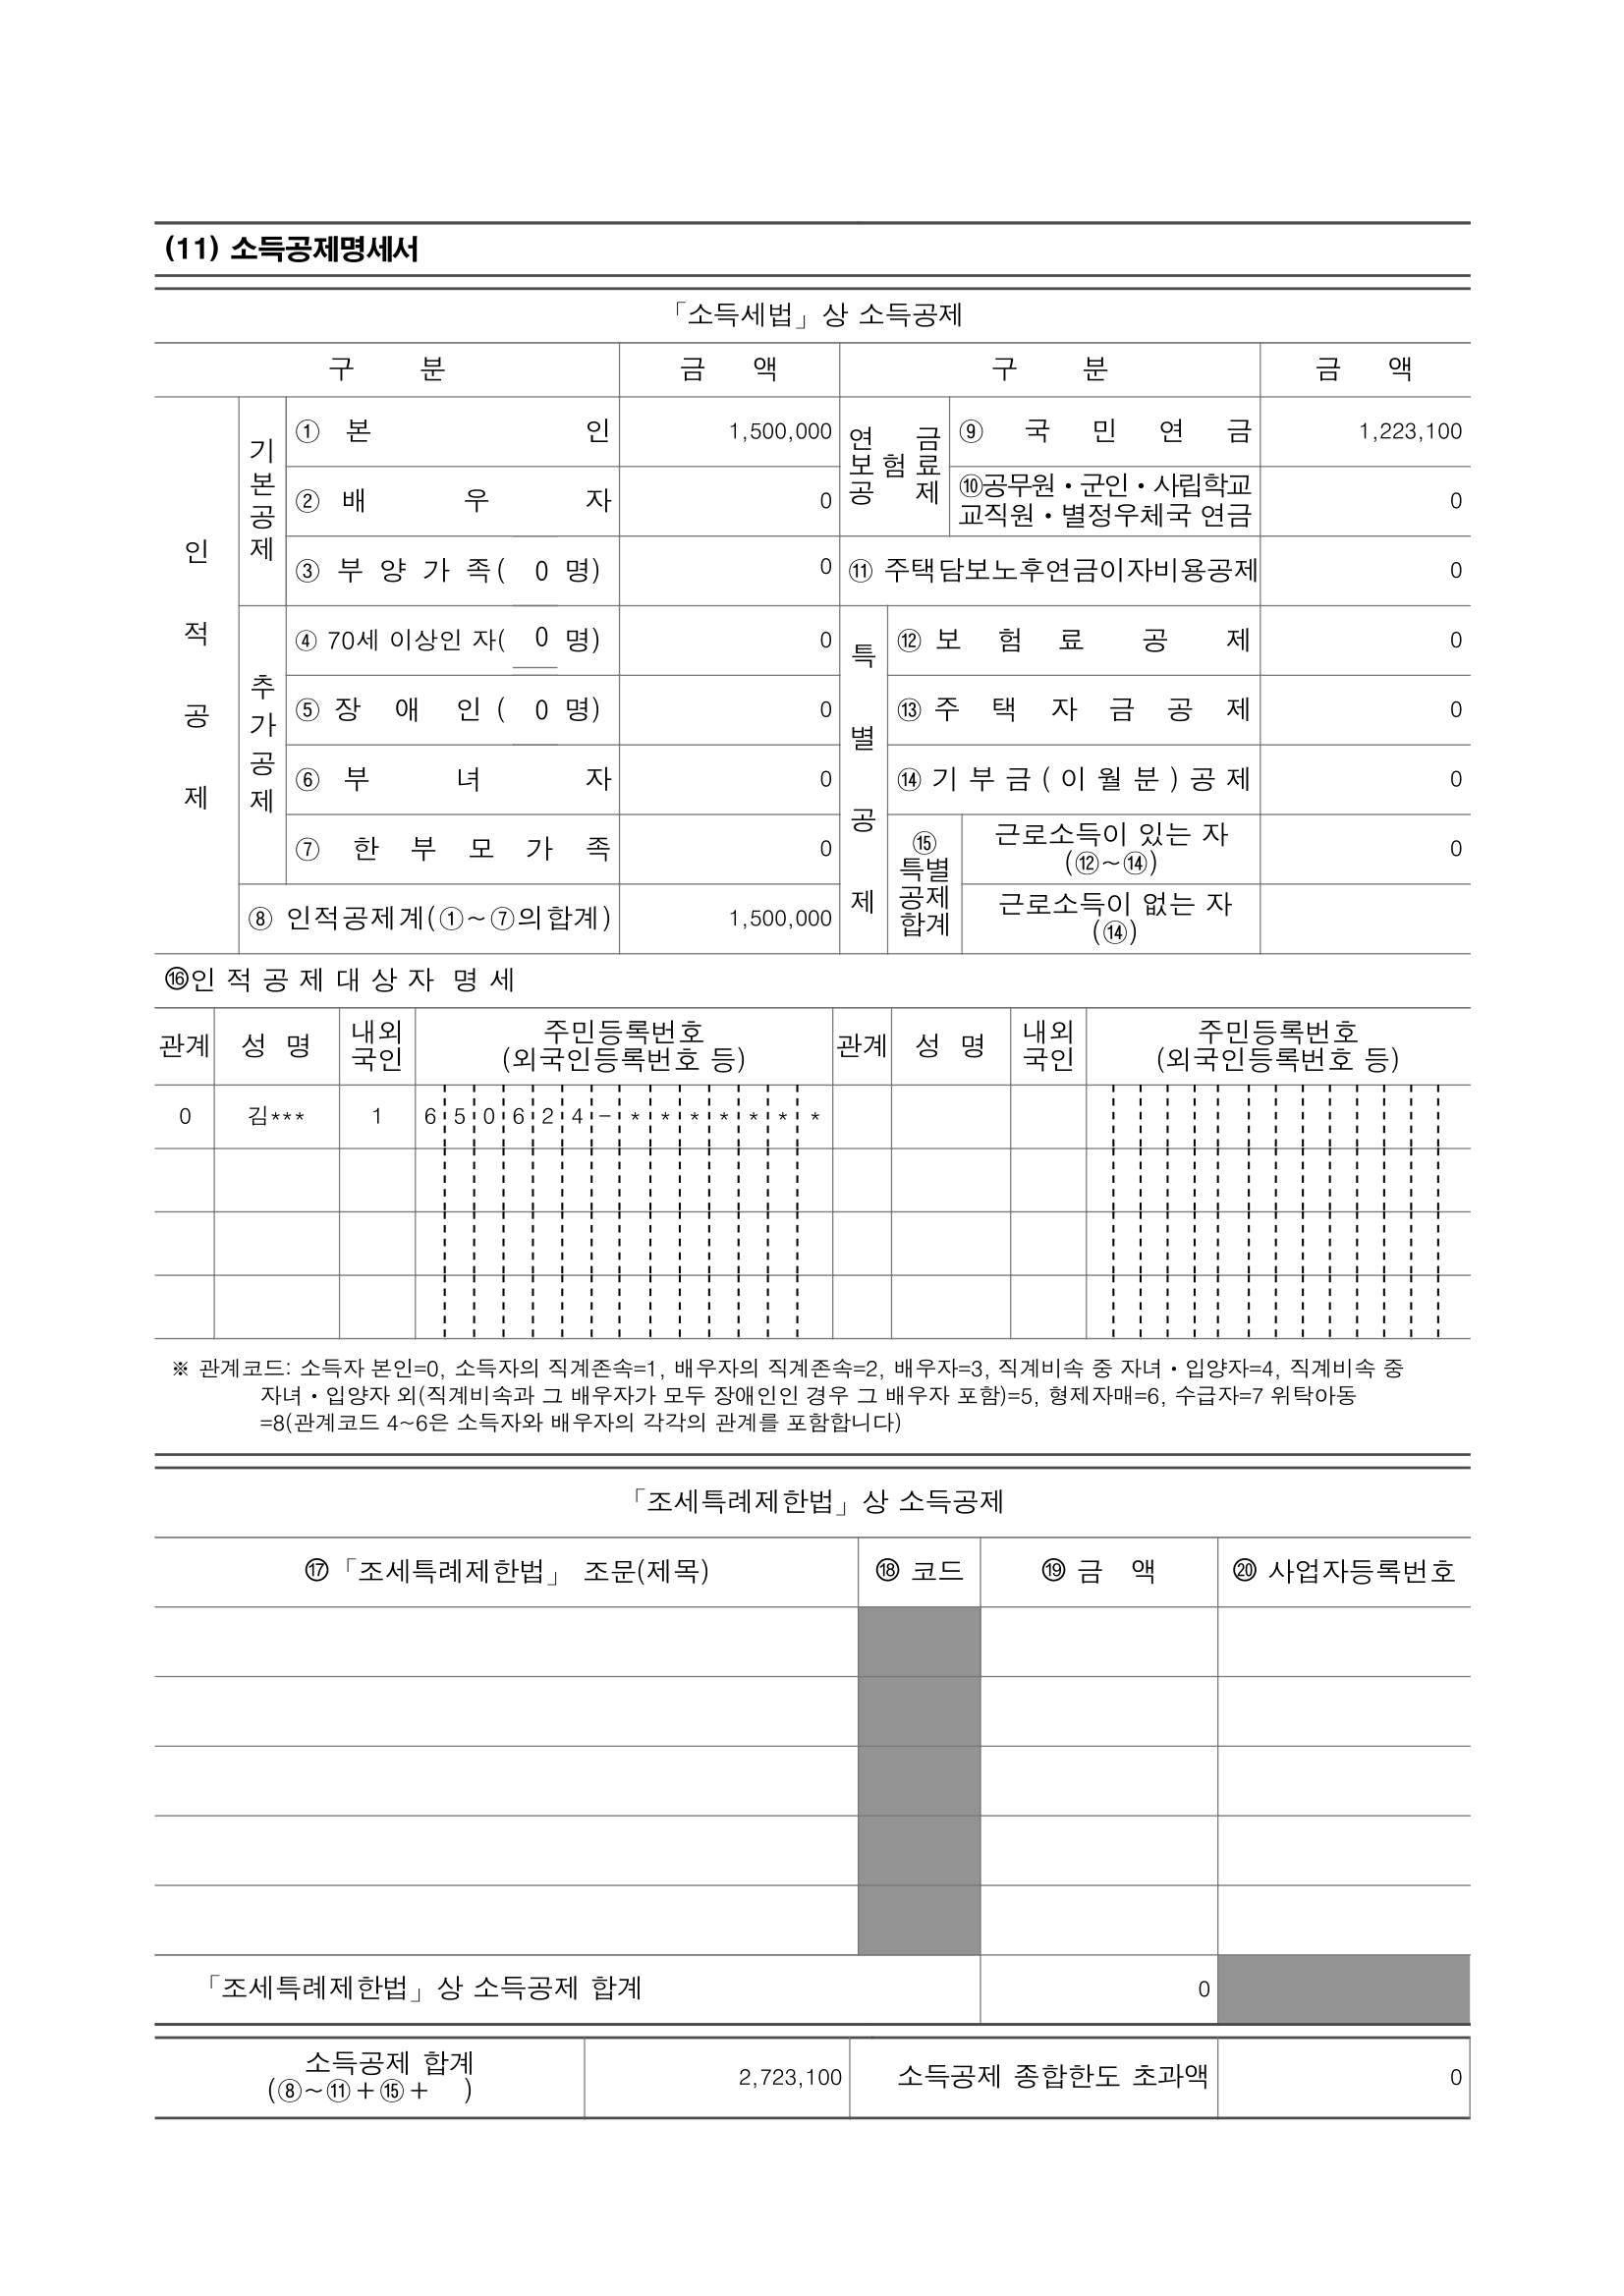 (11) 소득공제명세서
「소득세법」상 소득공제
구 분 금 액 구 분 금 액
인적공제
기본공제
① 본 인 1,500,000
② 배 우 자 0
③ 부 양 가 족( 0 명) 0
추가공제
④ 70세 이상인 자( 0 명) 0
⑤ 장 애 인 ( 0 명) 0
⑥ 부 녀 자 0
⑦ 한 부 모 가 족 0
⑧ 인적공제계(①~⑦의합계) 1,500,000
연 금
보 험 료
공 제
⑨ 국 민 연 금 1,223,100
⑩공무원・군인・사립학교
교직원・별정우체국 연금 0
⑪ 주택담보노후연금이자비용공제 0
특별공제
⑫ 보 험 료 공 제 0
⑬ 주 택 자 금 공 제 0
⑭ 기 부 금 ( 이 월 분 ) 공 제 0
⑮
특별
공제
합계
근로소득이 있는 자
(⑫~⑭) 0
근로소득이 없는 자
(⑭)
⑯인 적 공 제 대 상 자 명 세
관계 성 명 내외국인 주민등록번호 관계 성 명 내외국인 주민등록번호
(외국인등록번호 등) (외국인등록번호 등)
0 김*** 1 6 5 0 6 2 4 - * * * * * * *
※ 관계코드: 소득자 본인=0, 소득자의 직계존속=1, 배우자의 직계존속=2, 배우자=3, 직계비속 중 자녀・입양자=4, 직계비속 중
자녀・입양자 외(직계비속과 그 배우자가 모두 장애인인 경우 그 배우자 포함)=5, 형제자매=6, 수급자=7 위탁아동
=8(관계코드 4~6은 소득자와 배우자의 각각의 관계를 포함합니다)
「조세특례제한법」상 소득공제
⑰「조세특례제한법」 조문(제목) ⑱ 코드 ⑲ 금 액 ⑳ 사업자등록번호
「조세특례제한법」상 소득공제 합계 0
소득공제 합계
(⑧~⑪+⑮+ ) 2,723,100 소득공제 종합한도 초과액 0